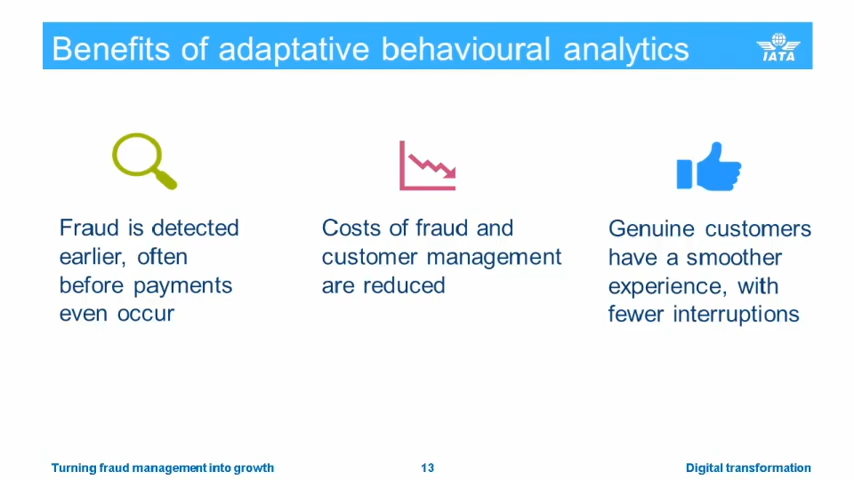 Benefits of adaptative behavioural analytics
IATA
Fraud is detected
earlier, often
before payments
even occur
Costs of fraud and
customer management
are reduced
Genuine customers
have a smoother
experience, with
fewer interruptions
Turning fraud management into growth
13
Digital transformation